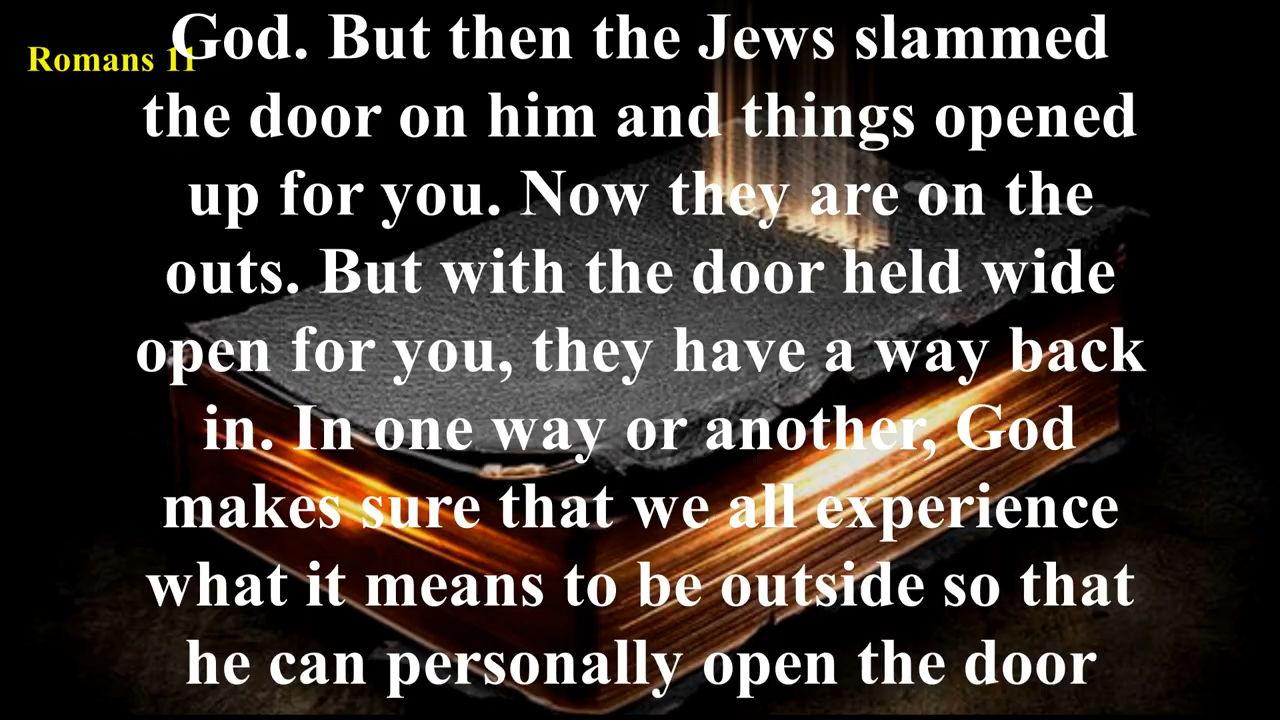 Romans 11
God. But then the Jews slammed
the door on him and things opened
up for you. Now they are on the
outs. But with the door held wide
open for you, they have a way back
in. In one way or another, God
makes sure that we all experience
what it means to be outside so that
he can personally open the door